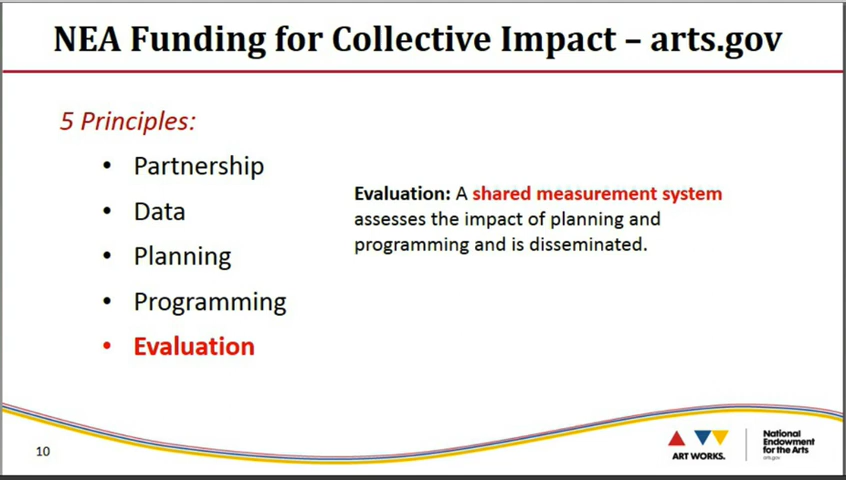 NEA Funding for Collective Impact – arts.gov
5 Principles:
• Partnership
• Data
• Planning
• Programming
• Evaluation
Evaluation: A shared measurement system
assesses the impact of planning and
programming and is disseminated.
10
ART WORKS.
National
Endowment
for the Arts
arts.gov